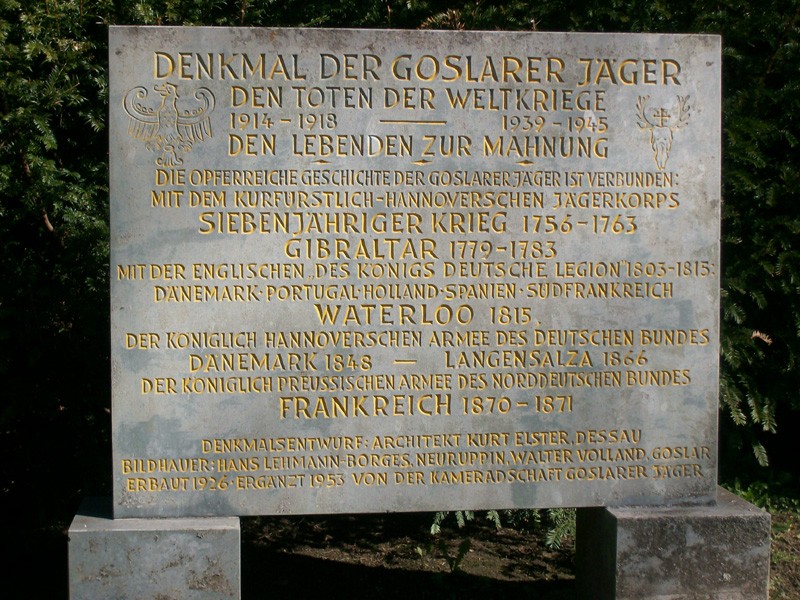 DENKMAL DER GOSLARER JÄGER
DEN TOTEN DER WELTKRIEGE
1914 - 1918 — 1939 - 1945
DEN LEBENDEN ZUR MAHNUNG
DIE OPFERREICHE GESCHICHTE DER GOSLARER JÄGER IST VERBUNDEN:
MIT DEM KURFÜRSTLICH-HANNOVERSCHEN JÄGERKORPS
SIEBENJÄHRIGER KRIEG 1756-1763
GIBRALTAR 1779-1783
MIT DER ENGLISCHEN „DES KÖNIGS DEUTSCHE LEGION" 1803-1815:
DÄNEMARK·PORTUGAL·HOLLAND·SPANIEN·SÜDFRANKREICH
WATERLOO 1815,
DER KÖNIGLICH HANNOVERSCHEN ARMEE DES DEUTSCHEN BUNDES
DÄNEMARK 1848 — LANGENSALZA 1866
DER KÖNIGLICH PREUSSISCHEN ARMEE DES NORDDEUTSCHEN BUNDES
FRANKREICH 1870-1871
DENKMALSENTWURF: ARCHITEKT KURT ELSTER, DESSAU
BILDHAUER: HANS LEHMANN-BORGES, NEURUPPIN, WALTER VOLLAND, GOSLAR
ERBAUT 1926·ERGÄNZT 1953 VON DER KAMERADSCHAFT GOSLARER JÄGER